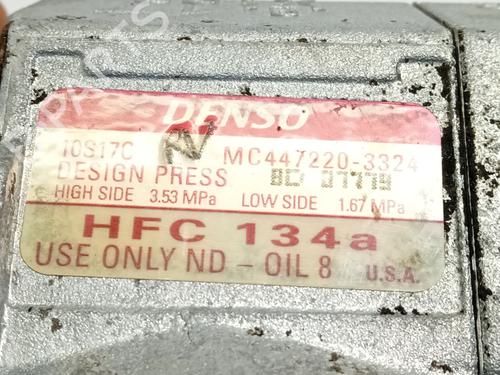 DENSO
10S17C MC447220-3324
DESIGN PRESS
HIGH SIDE 3.53 MPa LOW SIDE 1.67 MPa
HFC 134a
USE ONLY ND - OIL 8 U.S.A.